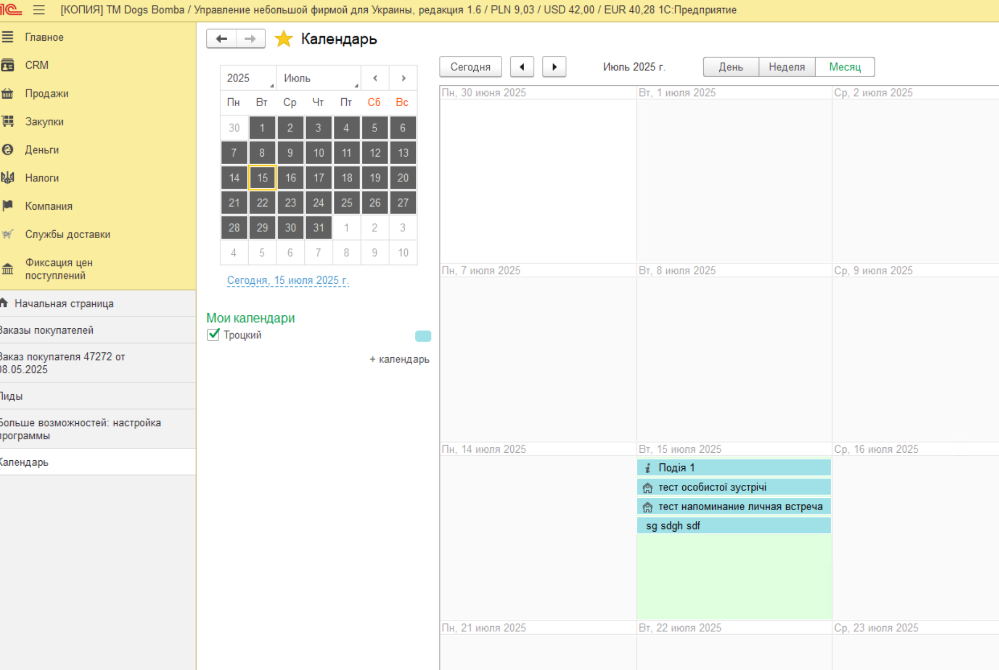 1С [КОПИЯ] ТМ Dogs Bomba / Управление небольшой фирмой для Украины, редакция 1.6 / PLN 9,03 / USD 42,00 / EUR 40,28 1С:Предприятие
Главное
CRM
Продажи
Закупки
Деньги
Налоги
Компания
Службы доставки
Фиксация цен
поступлений
Начальная страница
Заказы покупателей
Заказ покупателя 47272 от
08.05.2025
Лиды
Больше возможностей: настройка
программы
Календарь
Календарь
2025 Июль
Пн Вт Ср Чт Пт Сб Вс
30 1 2 3 4 5 6
7 8 9 10 11 12 13
14 15 16 17 18 19 20
21 22 23 24 25 26 27
28 29 30 31 1 2 3
4 5 6 7 8 9 10
Сегодня, 15 июля 2025 г.
Мои календари
Троцкий
+ календарь
Сегодня Июль 2025 г. День Неделя Месяц
Пн, 30 июня 2025 Вт, 1 июля 2025 Ср, 2 июля 2025
Пн, 7 июля 2025 Вт, 8 июля 2025 Ср, 9 июля 2025
Пн, 14 июля 2025 Вт, 15 июля 2025 Ср, 16 июля 2025
Подія 1
тест особистої зустрічі
тест напоминание личная встреча
sg sdgh sdf
Пн, 21 июля 2025 Вт, 22 июля 2025 Ср, 23 июля 2025